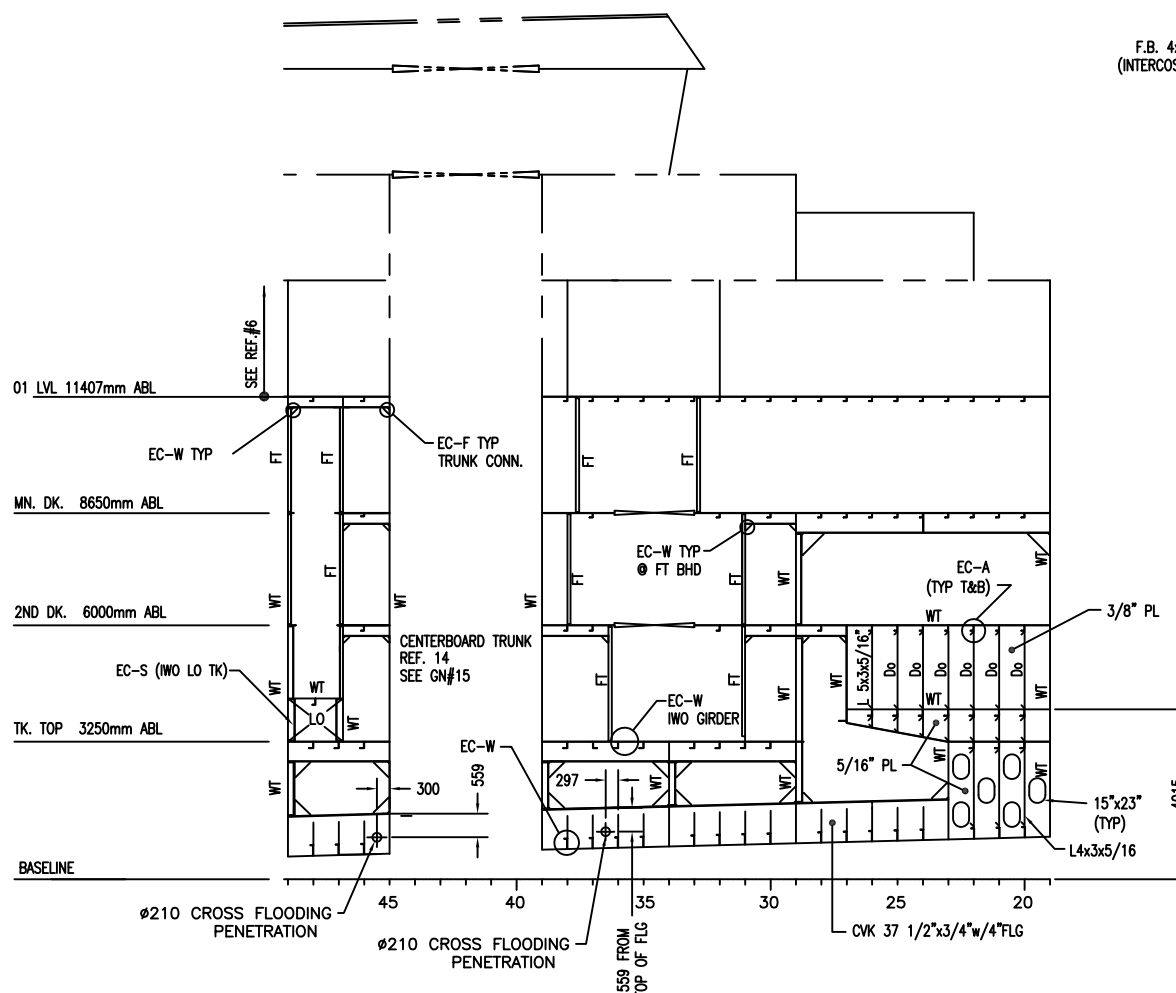 F.B. 4
(INTERCOS
SEE REF.#6
01 LVL 11407mm ABL
EC-W TYP
FT
FT
EC-F TYP
TRUNK CONN.
FT
FT
MN. DK. 8650mm ABL
EC-W TYP
@ FT BHD
FT
WT
WT
FT
FT
WT
WT
WT
EC-A
(TYP T&B)
WT
3/8" PL
2ND DK. 6000mm ABL
CENTERBOARD TRUNK
REF. 14
SEE GN#15
EC-S (IWO LO TK)
WT
WT
LO
WT
FT
L 5x3x5/16"
Do
Do
Do
Do
Do
Do
WT
WT
EC-W
IWO GIRDER
TK. TOP 3250mm ABL
EC-W
5/16" PL
WT
300
559
297
WT
WT
WT
WT
15"x23"
(TYP)
L4x3x5/16
BASELINE
45
40
35
30
25
20
ø210 CROSS FLOODING
PENETRATION
ø210 CROSS FLOODING
PENETRATION
559 FROM
TOP OF FLG
CVK 37 1/2"x3/4"w/4"FLG